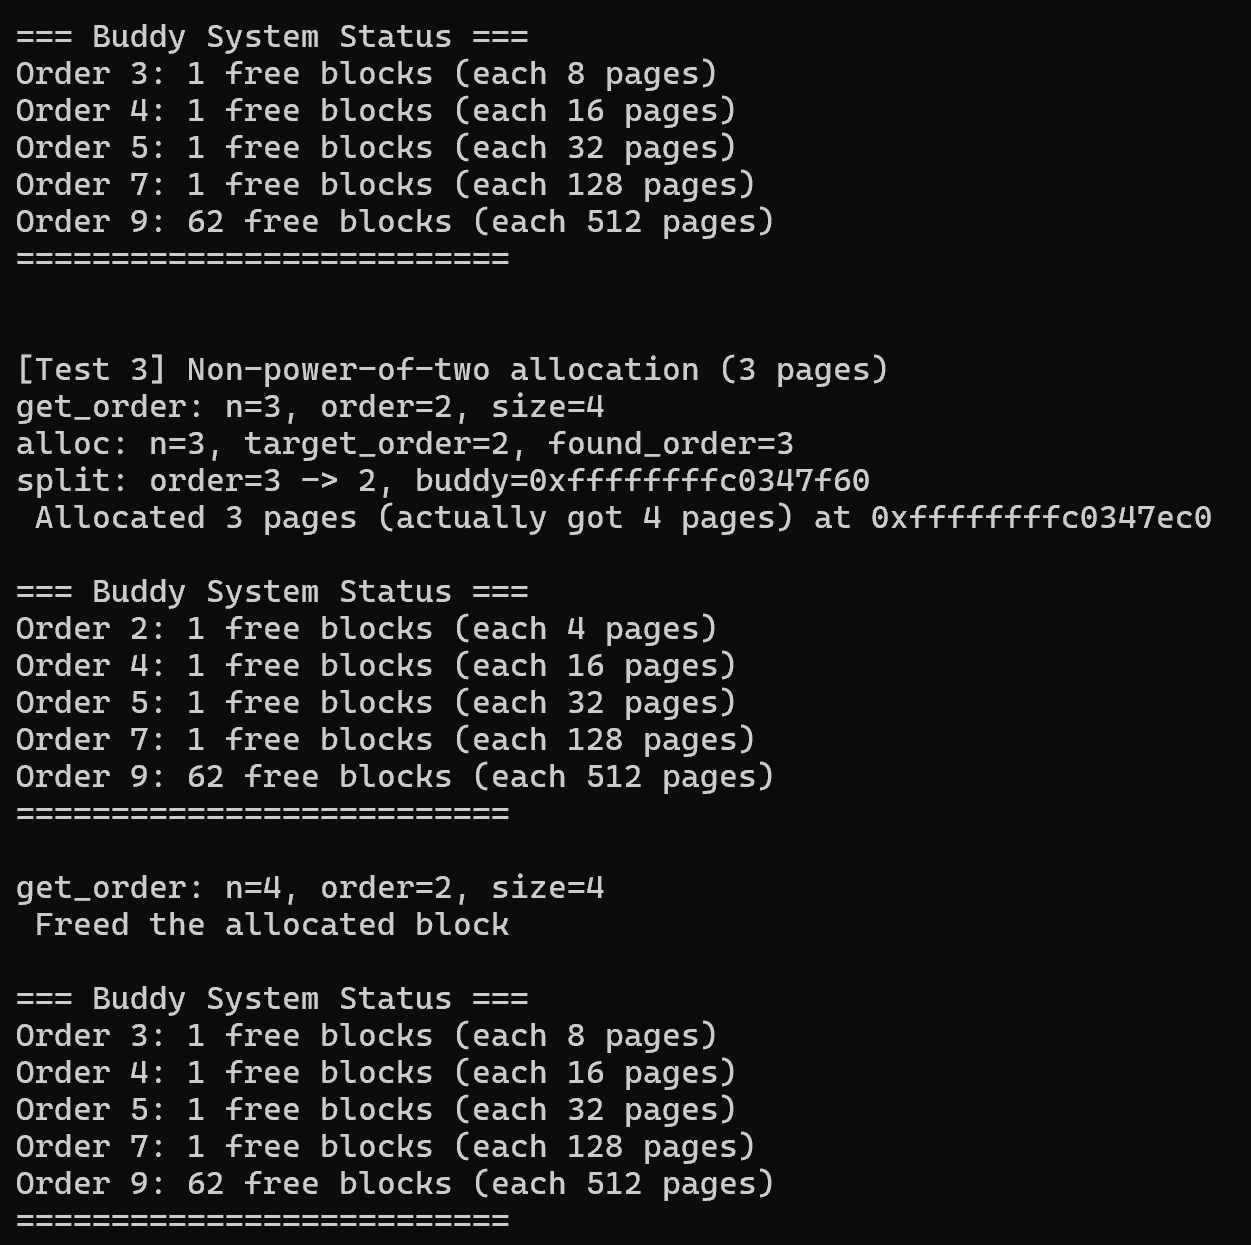 === Buddy System Status ===
Order 3: 1 free blocks (each 8 pages)
Order 4: 1 free blocks (each 16 pages)
Order 5: 1 free blocks (each 32 pages)
Order 7: 1 free blocks (each 128 pages)
Order 9: 62 free blocks (each 512 pages)
==========================
[Test 3] Non-power-of-two allocation (3 pages)
get_order: n=3, order=2, size=4
alloc: n=3, target_order=2, found_order=3
split: order=3 -> 2, buddy=0xffffffffc0347f60
 Allocated 3 pages (actually got 4 pages) at 0xffffffffc0347ec0
=== Buddy System Status ===
Order 2: 1 free blocks (each 4 pages)
Order 4: 1 free blocks (each 16 pages)
Order 5: 1 free blocks (each 32 pages)
Order 7: 1 free blocks (each 128 pages)
Order 9: 62 free blocks (each 512 pages)
==========================
get_order: n=4, order=2, size=4
 Freed the allocated block
=== Buddy System Status ===
Order 3: 1 free blocks (each 8 pages)
Order 4: 1 free blocks (each 16 pages)
Order 5: 1 free blocks (each 32 pages)
Order 7: 1 free blocks (each 128 pages)
Order 9: 62 free blocks (each 512 pages)
==========================